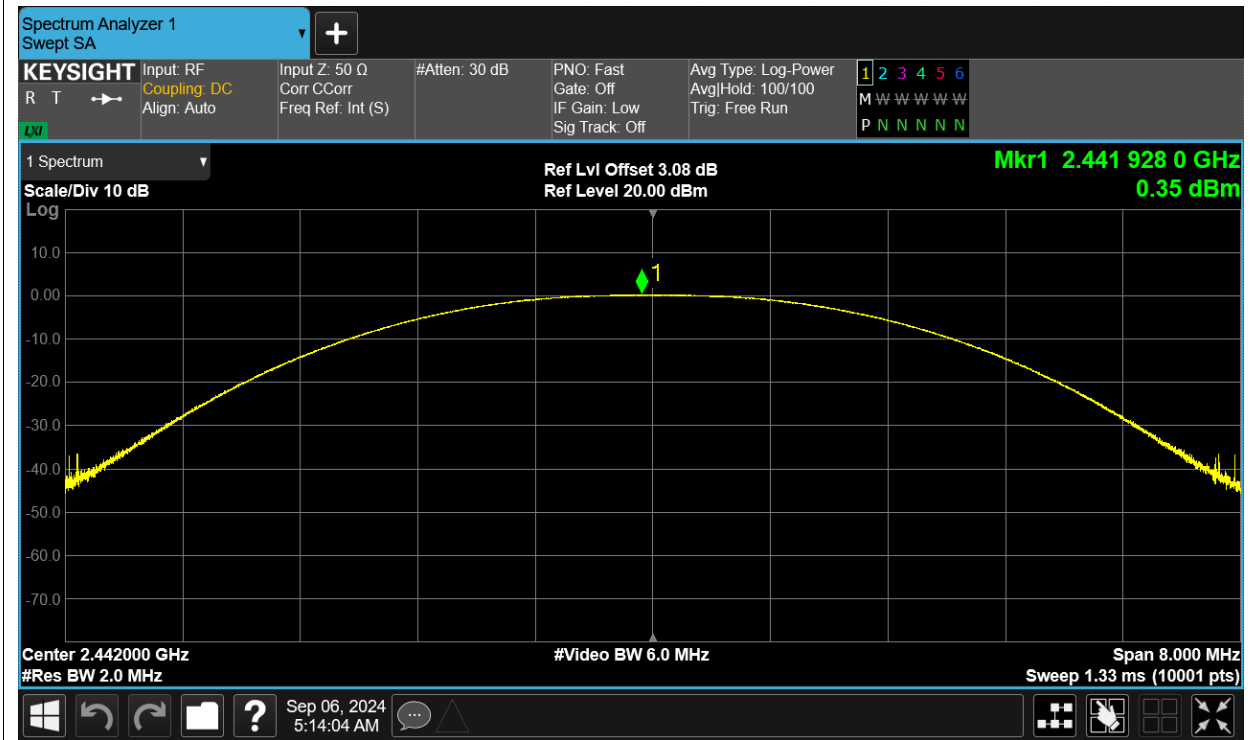 Spectrum Analyzer 1
Swept SA
KEYSIGHT
R T
LXI
Input: RF
Coupling: DC
Align: Auto
Input Z: 50 Ω
Corr CCorr
Freq Ref: Int (S)
#Atten: 30 dB
PNO: Fast
Gate: Off
IF Gain: Low
Sig Track: Off
Avg Type: Log-Power
Avg|Hold: 100/100
Trig: Free Run
1 2 3 4 5 6
M W W W W W
P N N N N N
1 Spectrum
Scale/Div 10 dB
Log
Ref Lvl Offset 3.08 dB
Ref Level 20.00 dBm
Mkr1 2.441 928 0 GHz
0.35 dBm
10.0
0.00
-10.0
-20.0
-30.0
-40.0
-50.0
-60.0
-70.0
1
Center 2.442000 GHz
#Res BW 2.0 MHz
#Video BW 6.0 MHz
Span 8.000 MHz
Sweep 1.33 ms (10001 pts)
?
Sep 06, 2024
5:14:04 AM